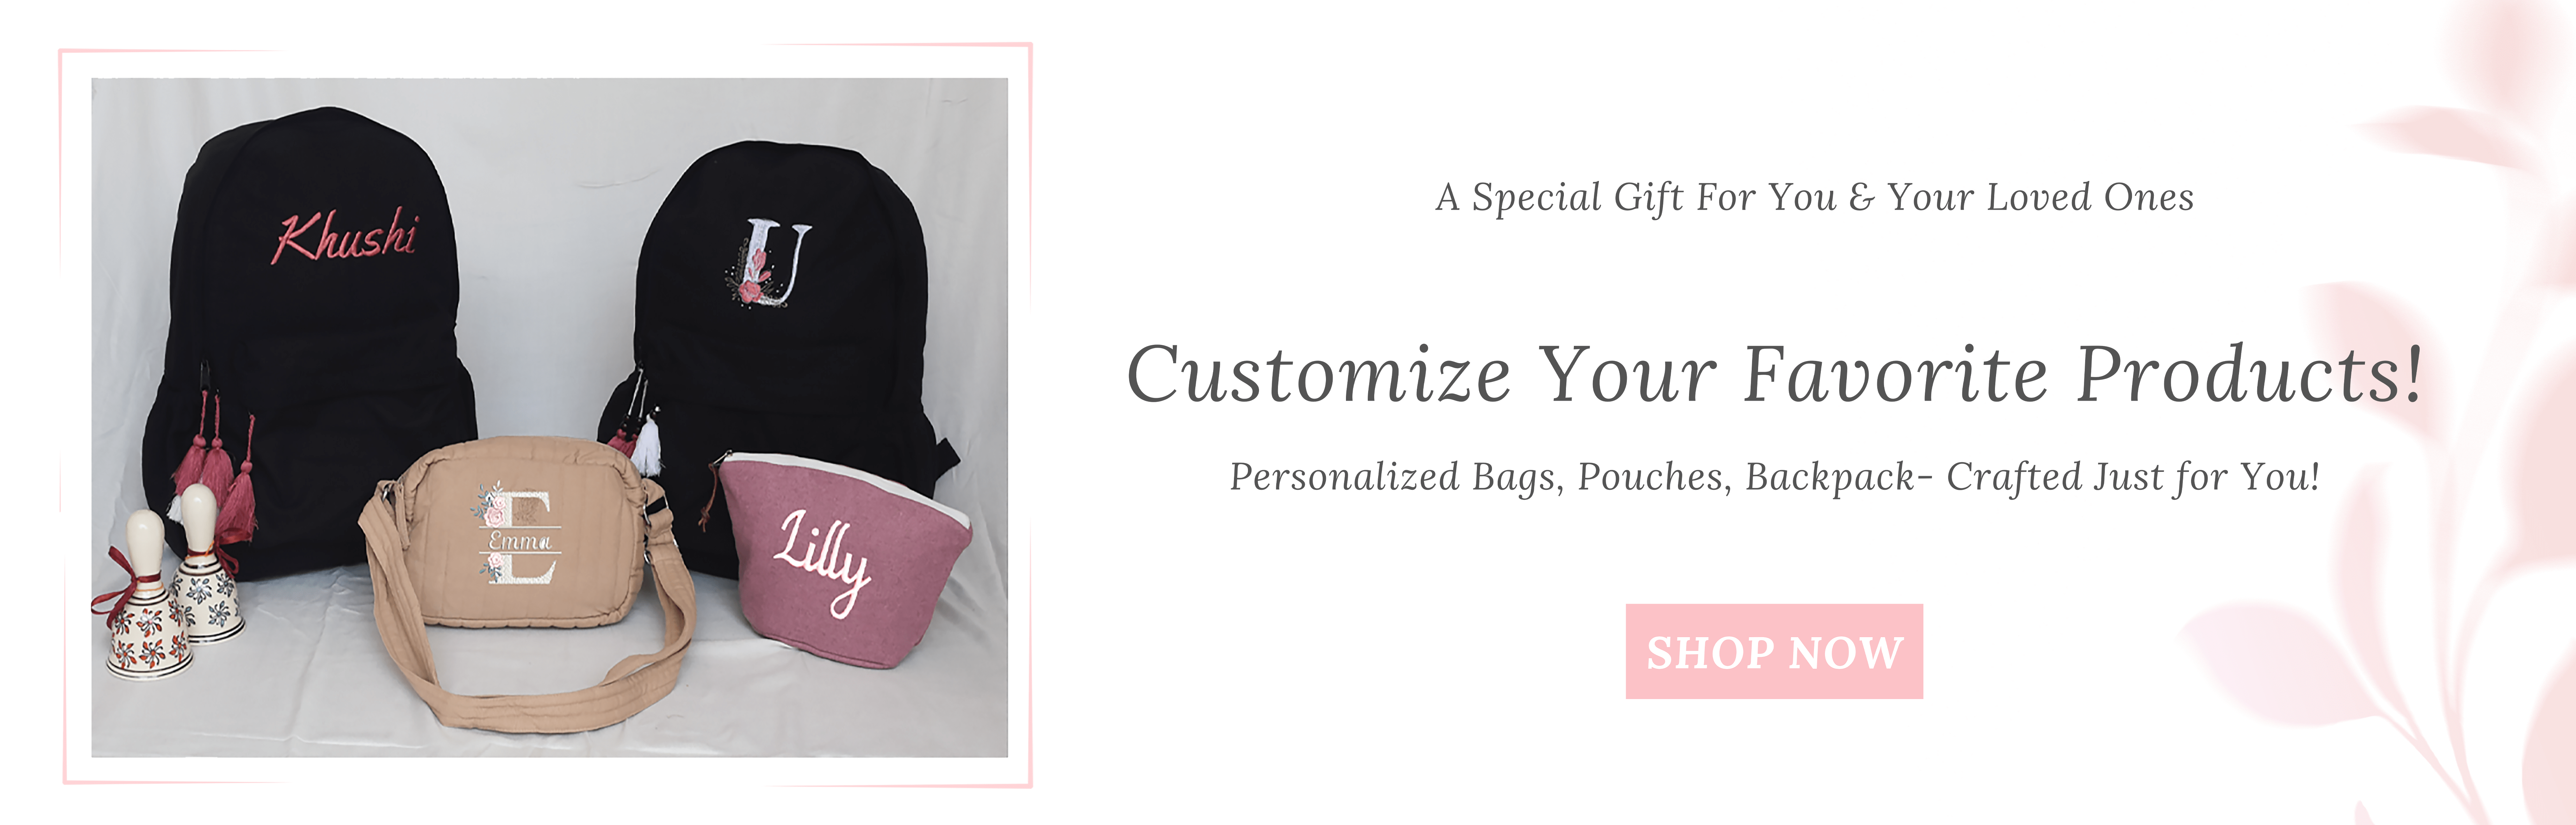 Khushi
U
E
Emma
Lilly
A Special Gift For You & Your Loved Ones
Customize Your Favorite Products!
Personalized Bags, Pouches, Backpack- Crafted Just for You!
SHOP NOW